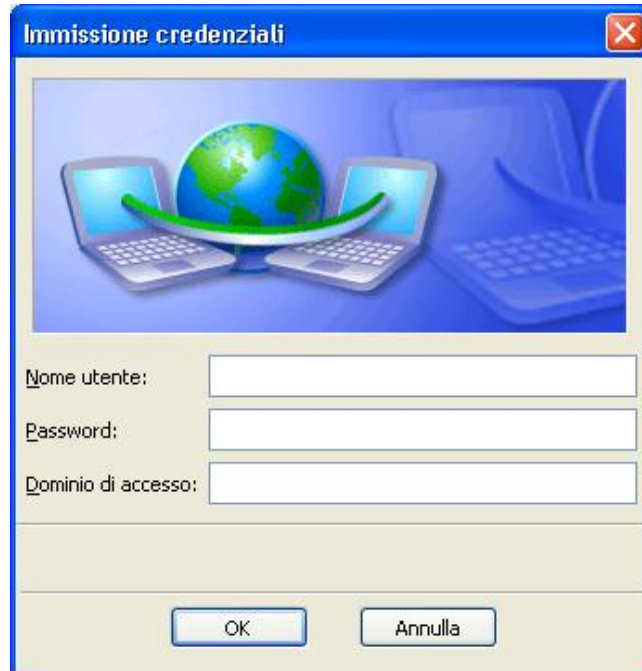 Immissione credenziali
Nome utente:
Password:
Dominio di accesso:
OK Annulla